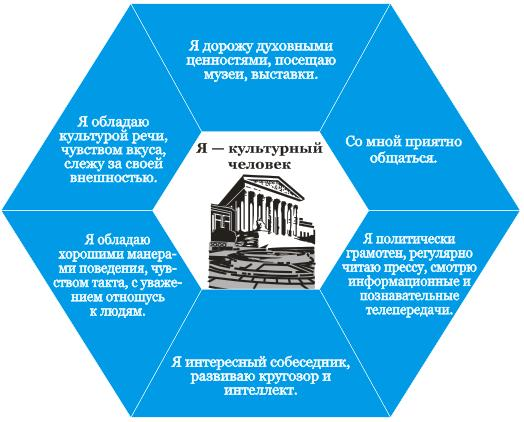 Я дорожу духовными
ценностями, посещаю
музеи, выставки.
Я обладаю
культурой речи,
чувством вкуса,
слежу за своей
внешностью.
Я — культурный
человек
Со мной приятно
общаться.
Я обладаю
хорошими манера-
ми поведения, чув-
ством такта, с уваже-
нием отношусь
к людям.
Я политически
грамотен, регулярно
читаю прессу, смотрю
информационные и
познавательные
телепередачи.
Я интересный собеседник,
развиваю кругозор и
интеллект.